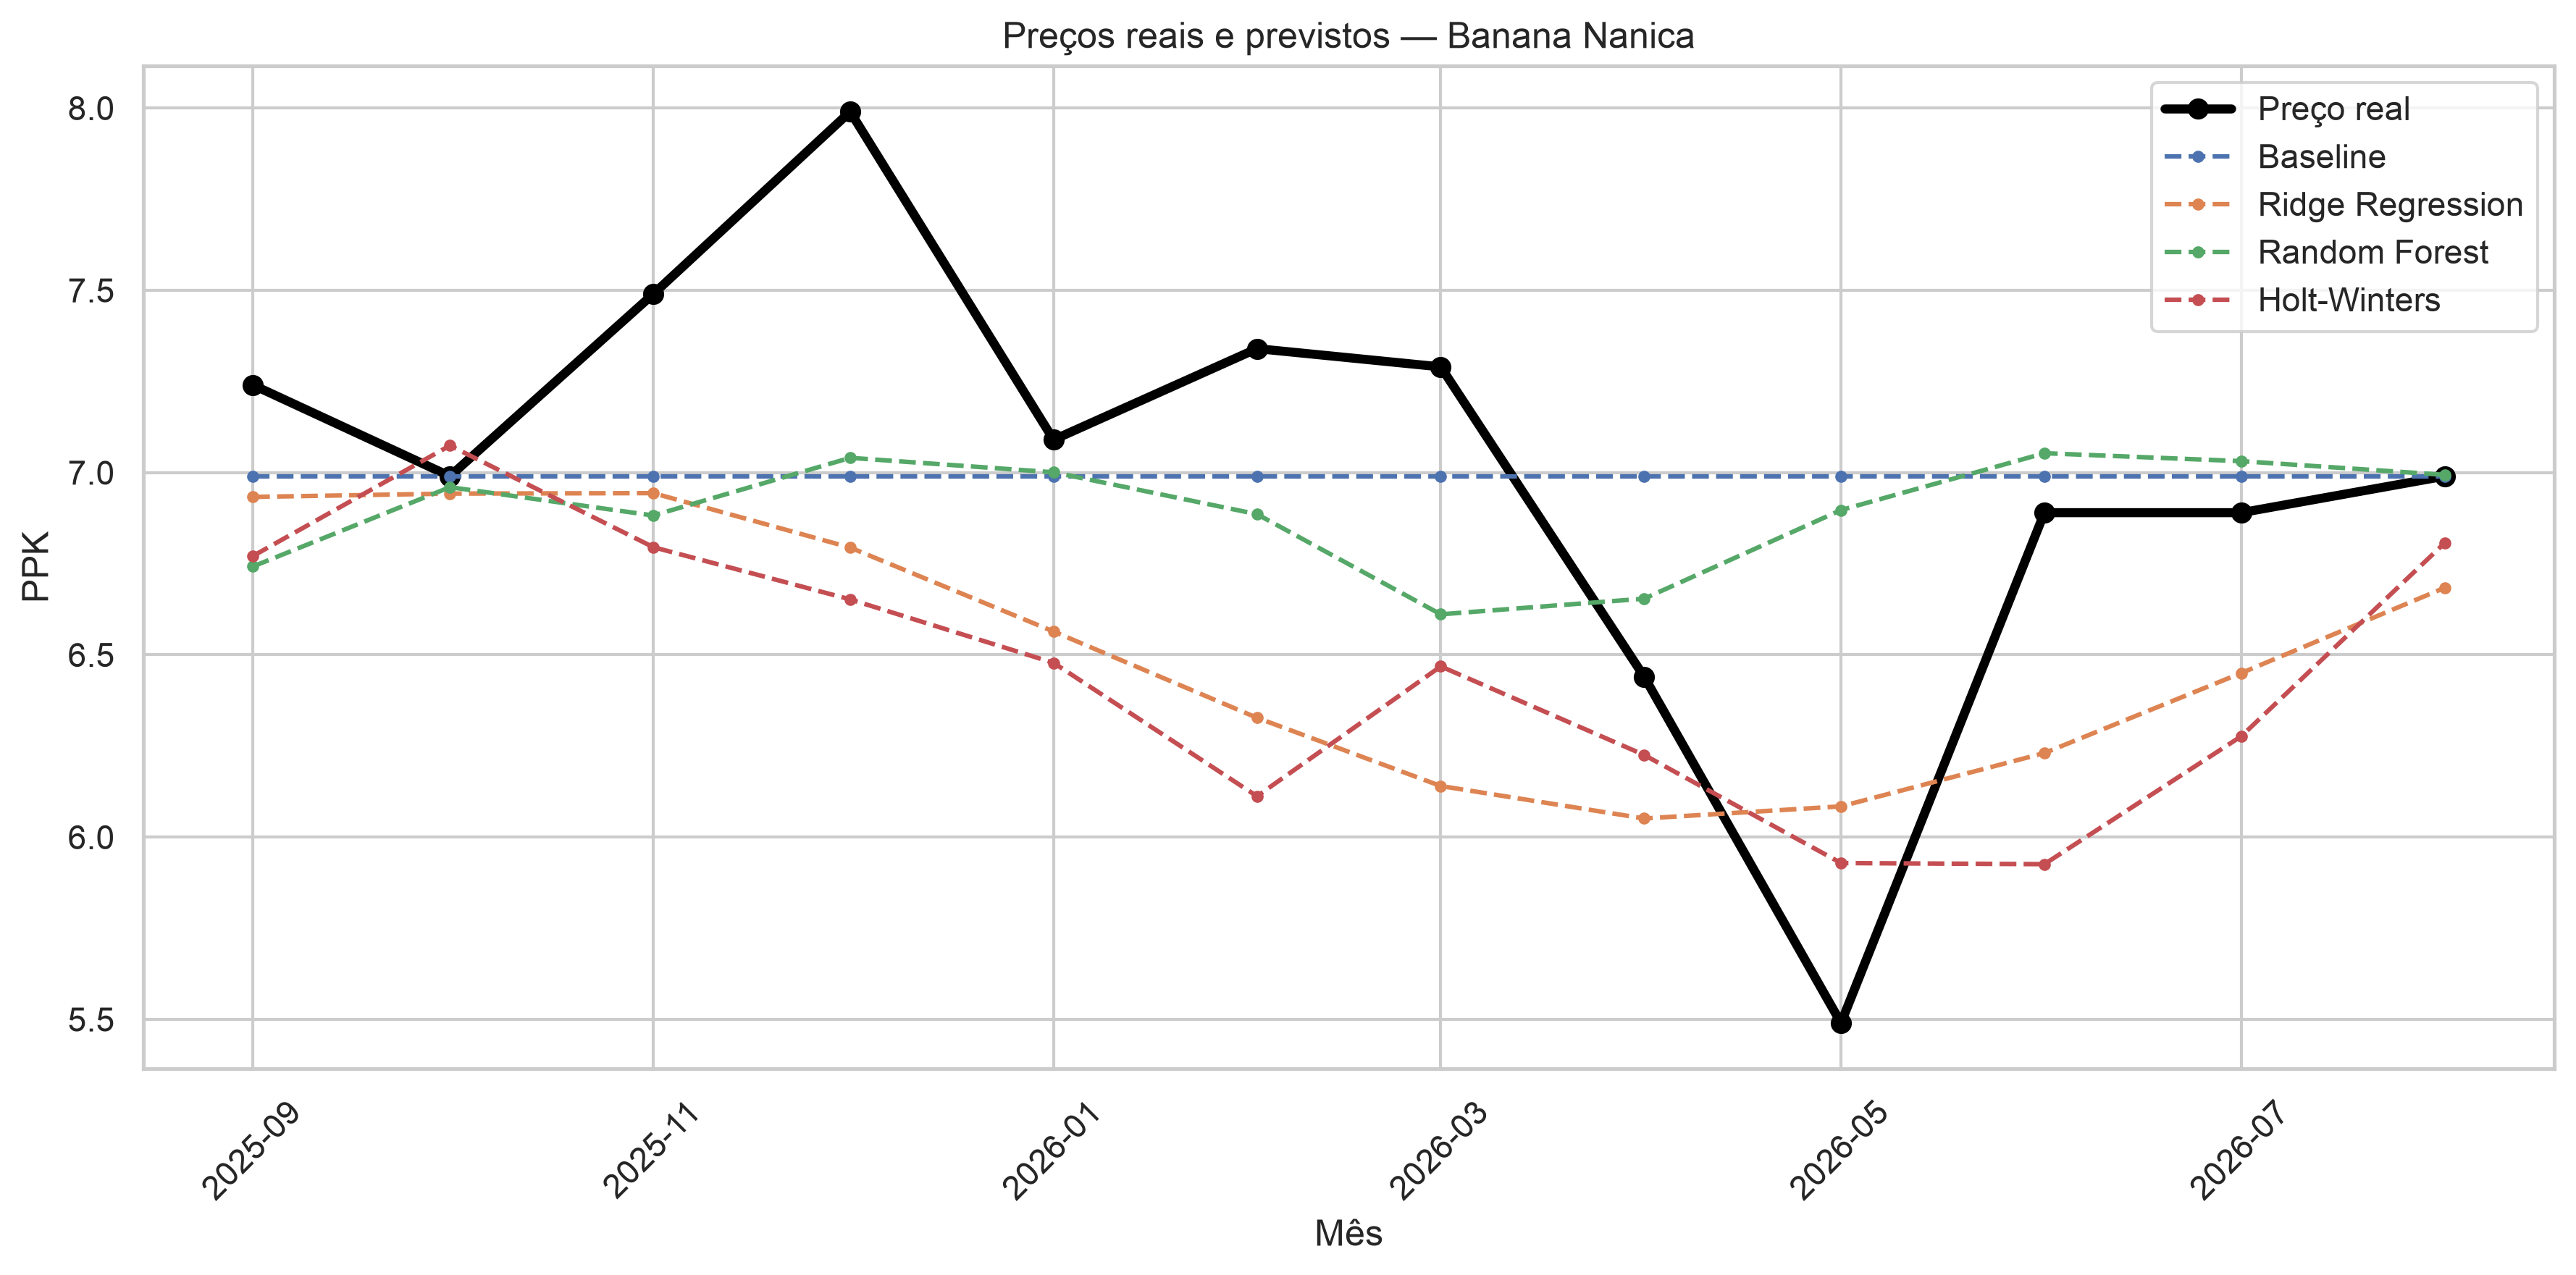 Preços reais e previstos — Banana Nanica
8.0
7.5
7.0
6.5
6.0
5.5
PPK
Preço real
Baseline
Ridge Regression
Random Forest
Holt-Winters
2025-09
2025-11
2026-01
2026-03
2026-05
2026-07
Mês